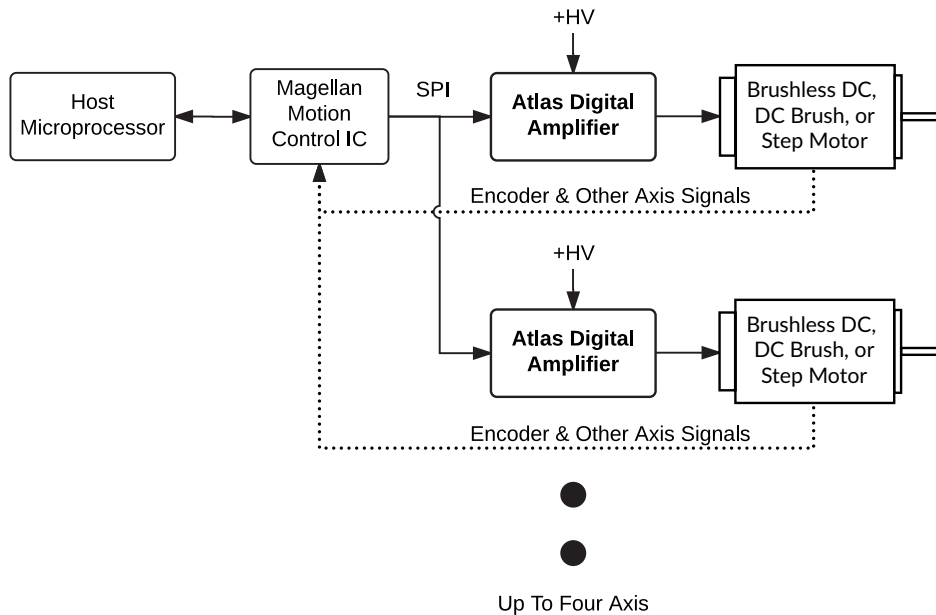 Host
Microprocessor
Magellan
Motion
Control IC
SPI
+HV
Atlas Digital
Amplifier
Brushless DC,
DC Brush, or
Step Motor
Encoder & Other Axis Signals
+HV
Atlas Digital
Amplifier
Brushless DC,
DC Brush, or
Step Motor
Encoder & Other Axis Signals
Up To Four Axis